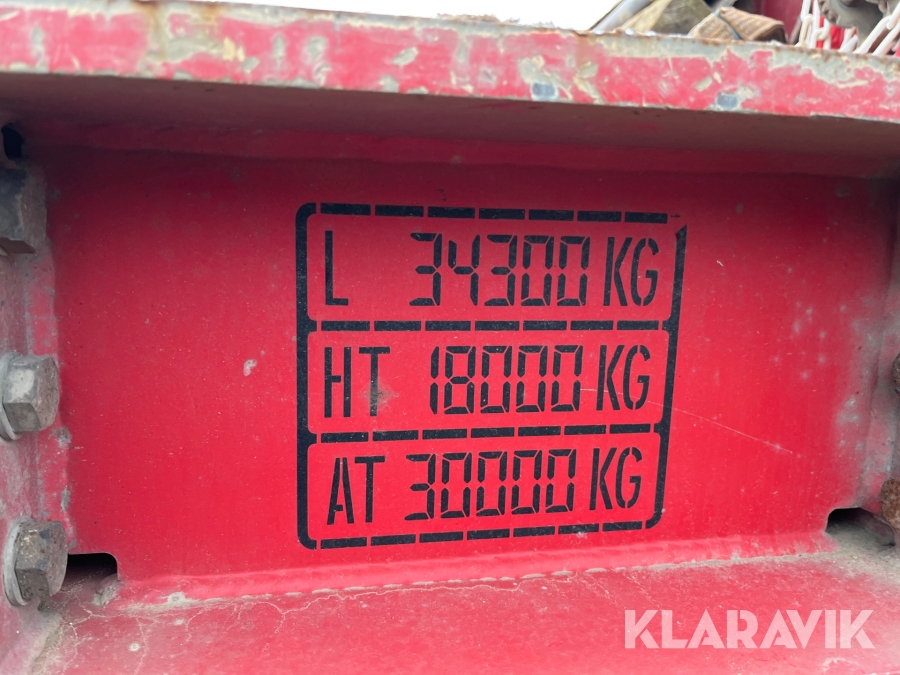 L 34300 KG
HT 18000 KG
AT 30000 KG
KLARAVIK